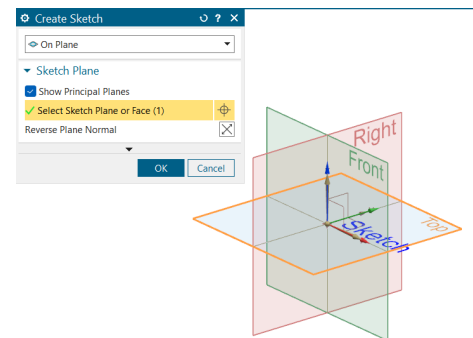 Create Sketch
On Plane
Sketch Plane
Show Principal Planes
Select Sketch Plane or Face (1)
Reverse Plane Normal
OK
Cancel
Right
Front
Sketch
Top